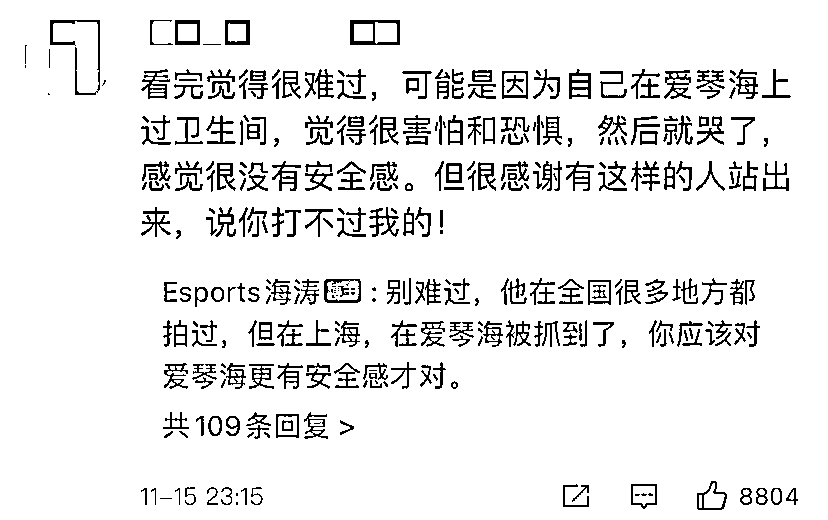 看完觉得很难过，可能是因为自己在爱琴海上
过卫生间，觉得很害怕和恐惧，然后就哭了，
感觉很没有安全感。但很感谢有这样的人站出
来，说你打不过我的！
Esports海涛：别难过，他在全国很多地方都
拍过，但在上海，在爱琴海被抓到了，你应该对
爱琴海更有安全感才对。
共109条回复 >
11-15 23:15
8804